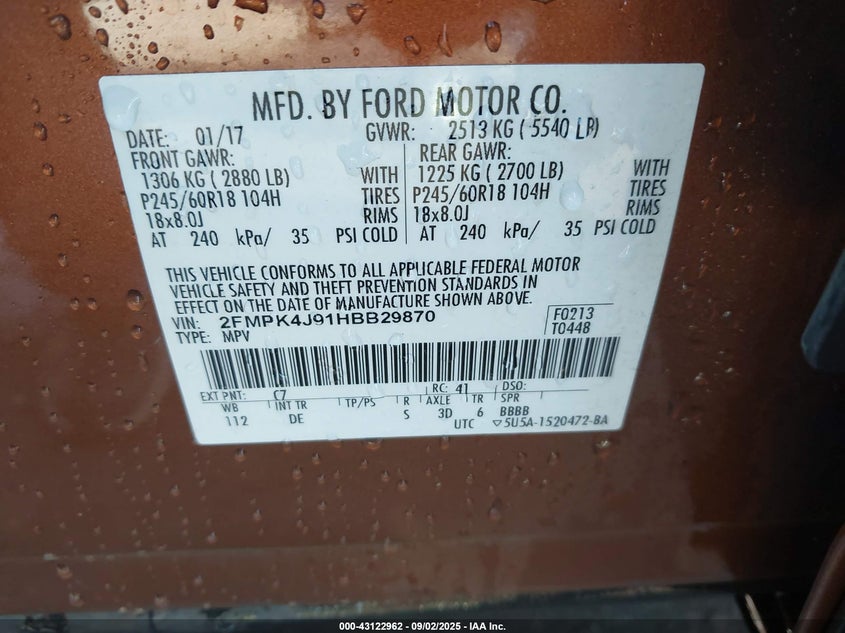 MFD. BY FORD MOTOR CO.
DATE: 01/17 GVWR: 2513 KG ( 5540 LB)
FRONT GAWR: REAR GAWR:
1306 KG ( 2880 LB) WITH 1225 KG ( 2700 LB) WITH
P245/60R18 104H TIRES P245/60R18 104H TIRES
18x8.0J RIMS 18x8.0J RIMS
AT 240 kPa/ 35 PSI COLD AT 240 kPa/ 35 PSI COLD
THIS VEHICLE CONFORMS TO ALL APPLICABLE FEDERAL MOTOR
VEHICLE SAFETY AND THEFT PREVENTION STANDARDS IN
EFFECT ON THE DATE OF MANUFACTURE SHOWN ABOVE.
VIN: 2FMPK4J91HBB29870 F0213
TYPE: MPV T0448
EXT PNT: C7 RC: 41 DSO:
WB INT TR TP/PS R AXLE TR SPR
112 DE S 3D 6 BBBB
UTC ▽5U5A-1520472-BA
000-43122962 - 09/02/2025 - IAA Inc.